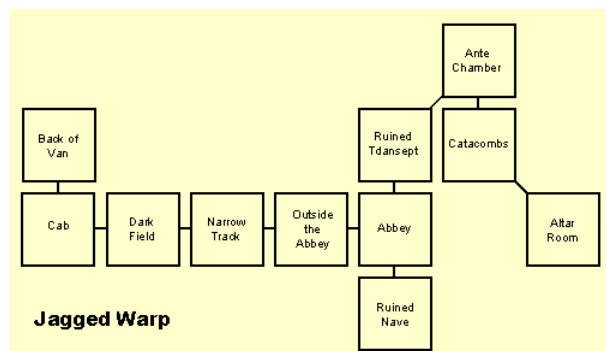 Ante
Chamber
Back of
Van
Ruined
Tdansept
Catacombs
Cab
Dark
Field
Narrow
Track
Outside
the
Abbey
Abbey
Altar
Room
Ruined
Nave
Jagged Warp